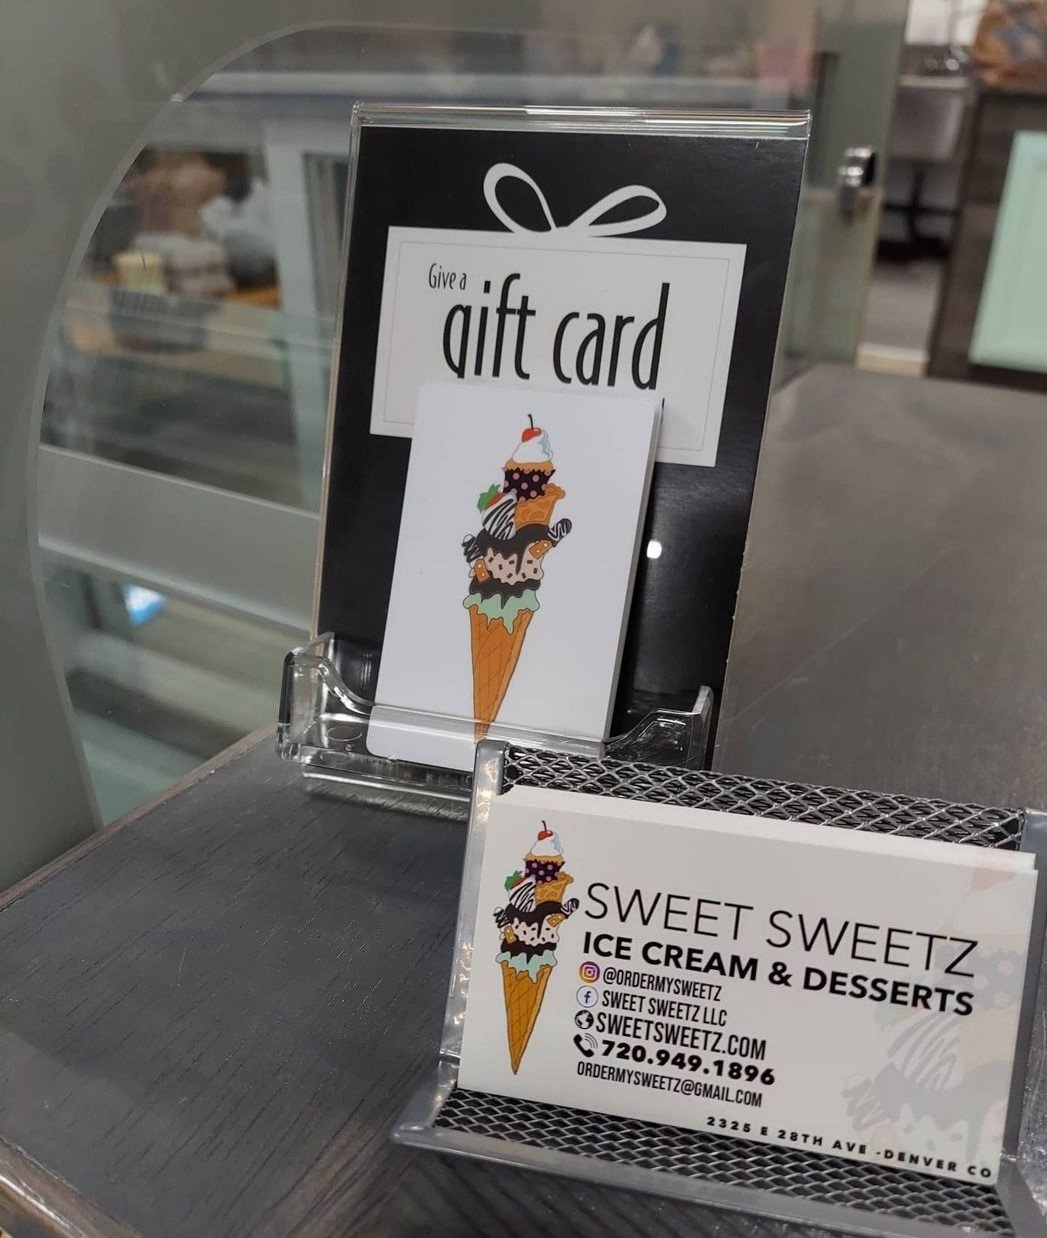 Give a
gift card
SWEET SWEETZ
ICE CREAM & DESSERTS
@ORDERMYSWEETZ
SWEET SWEETZ LLC
SWEETSWEETZ.COM
720.949.1896
ORDERMYSWEETZ@GMAIL.COM
2325 E 28TH AVE -DENVER CO